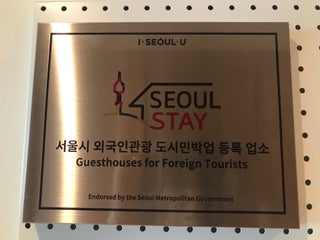 I·SEOUL·U
SEOUL
STAY
서울시 외국인관광 도시민박업 등록 업소
Guesthouses for Foreign Tourists
Endorsed by the Seoul Metropolitan Government